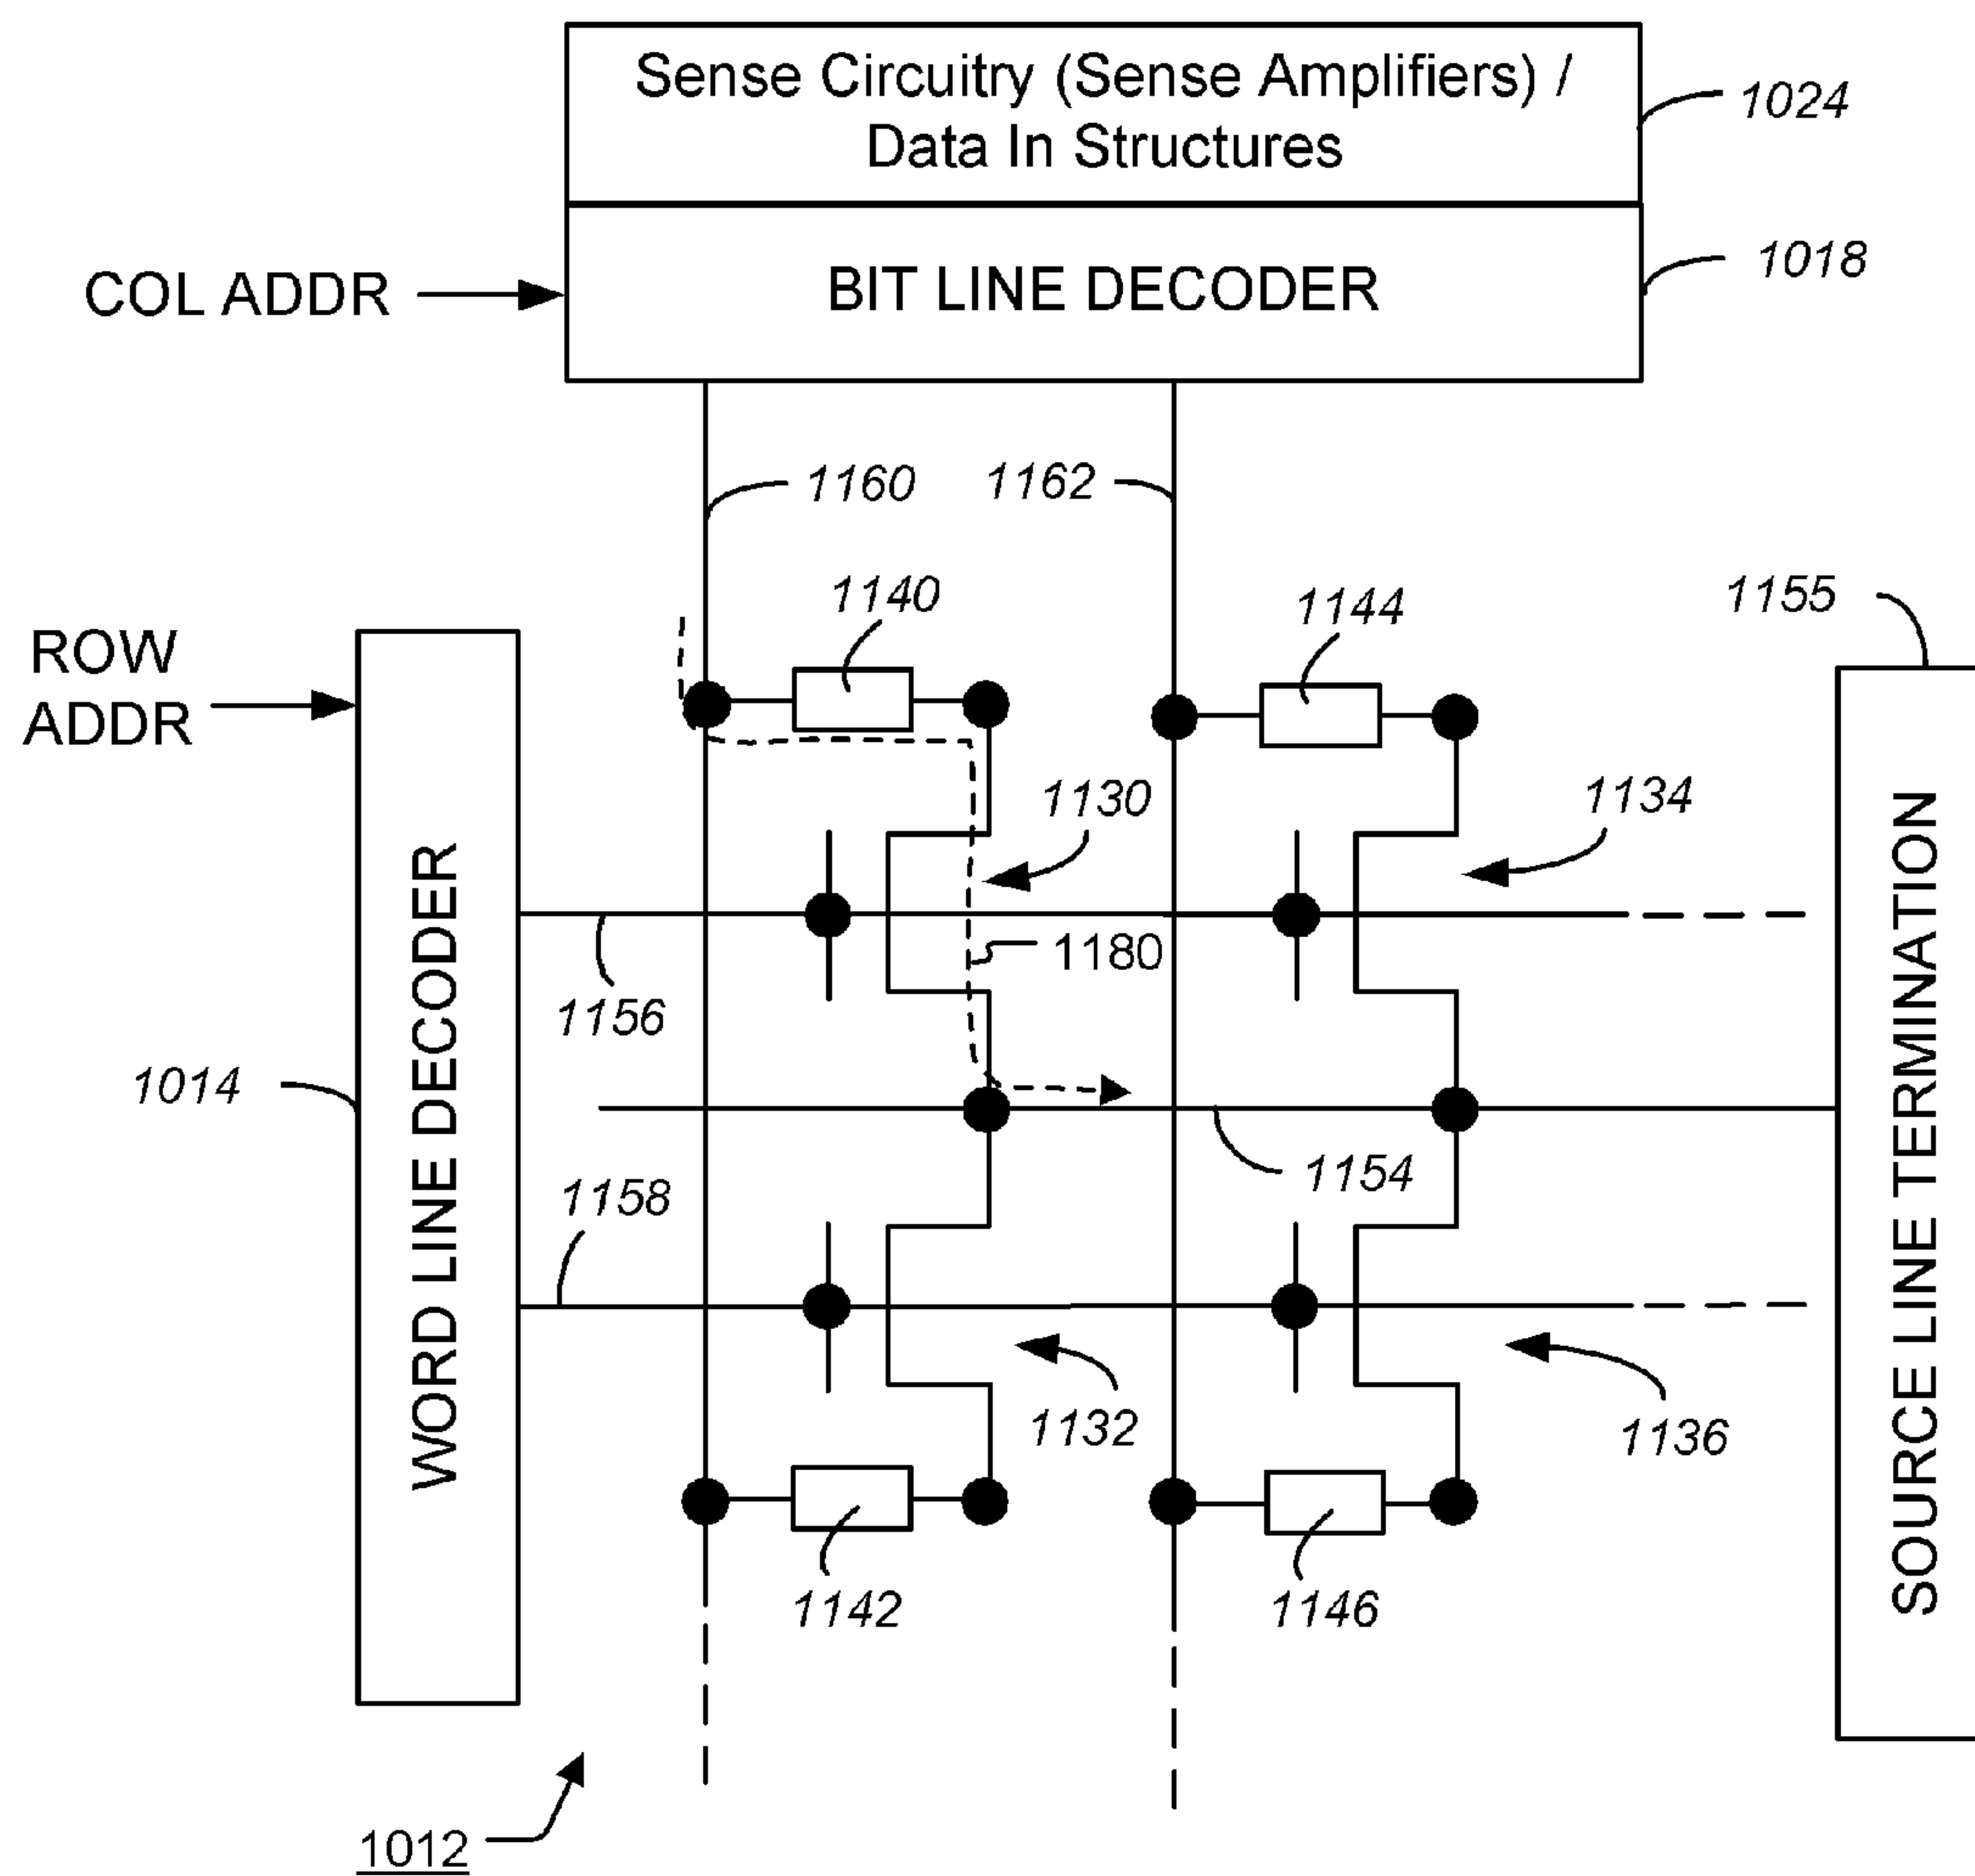 Sense Circuitry (Sense Amplifiers) /
Data In Structures
1024
BIT LINE DECODER
1018
COL ADDR
1160
1162
1140
1144
1155
ROW
ADDR
1130
1134
WORD LINE DECODER
SOURCE LINE TERMINATION
1180
1156
1014
1154
1158
1132
1136
1142
1146
1012